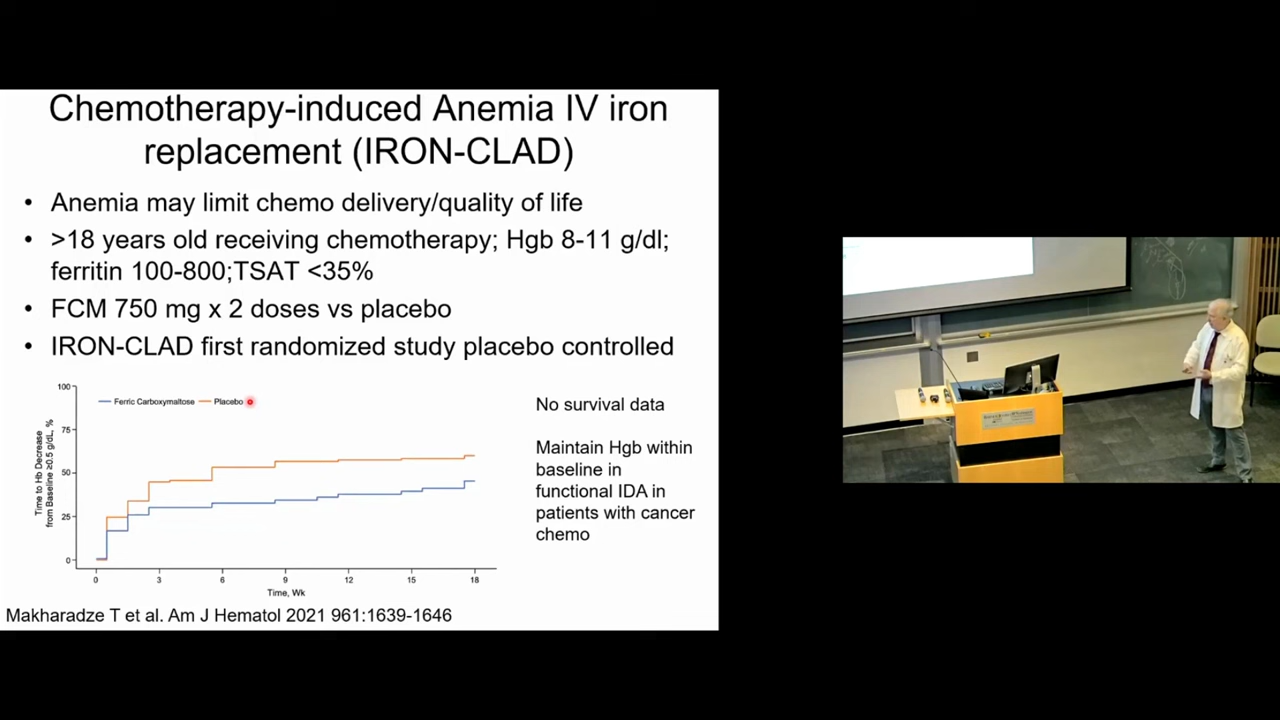 Chemotherapy-induced Anemia IV iron
replacement (IRON-CLAD)
• Anemia may limit chemo delivery/quality of life
• >18 years old receiving chemotherapy; Hgb 8-11 g/dl;
ferritin 100-800;TSAT <35%
• FCM 750 mg x 2 doses vs placebo
• IRON-CLAD first randomized study placebo controlled
Time to Hb Decrease
from Baseline ≥0.5 g/dL, %
100
75
50
25
0
Ferric Carboxymaltose Placebo
0 3 6 9 12 15 18
Time, Wk
No survival data
Maintain Hgb within
baseline in
functional IDA in
patients with cancer
chemo
Makharadze T et al. Am J Hematol 2021 961:1639-1646